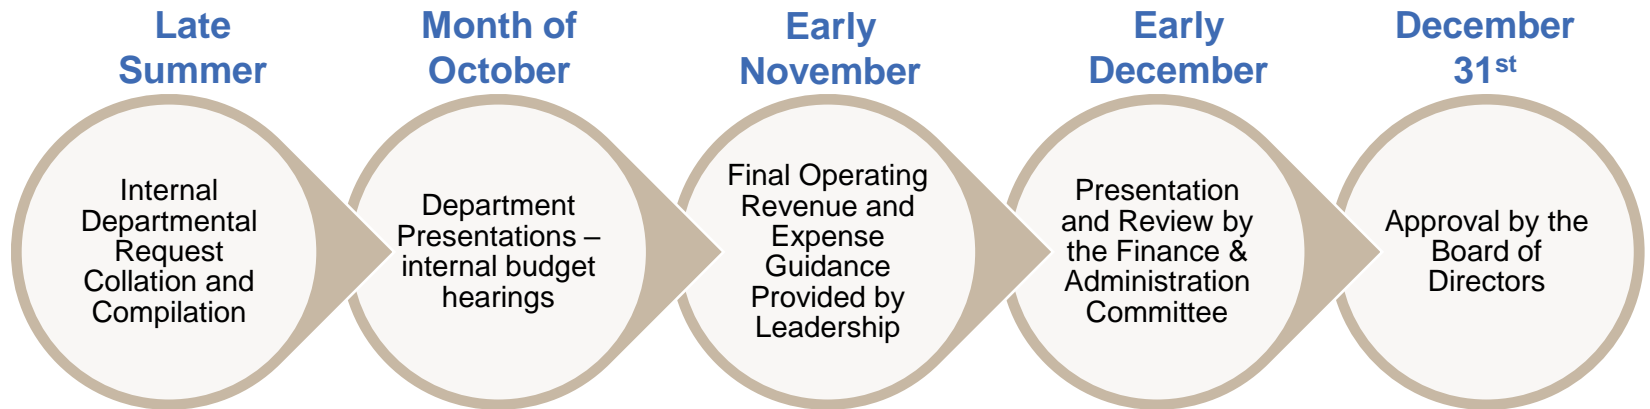 Late
Summer
Internal
Departmental
Request
Collation and
Compilation
Month of
October
Department
Presentations –
internal budget
hearings
Early
November
Final Operating
Revenue and
Expense
Guidance
Provided by
Leadership
Early
December
Presentation
and Review by
the Finance &
Administration
Committee
December
31st
Approval by the
Board of
Directors